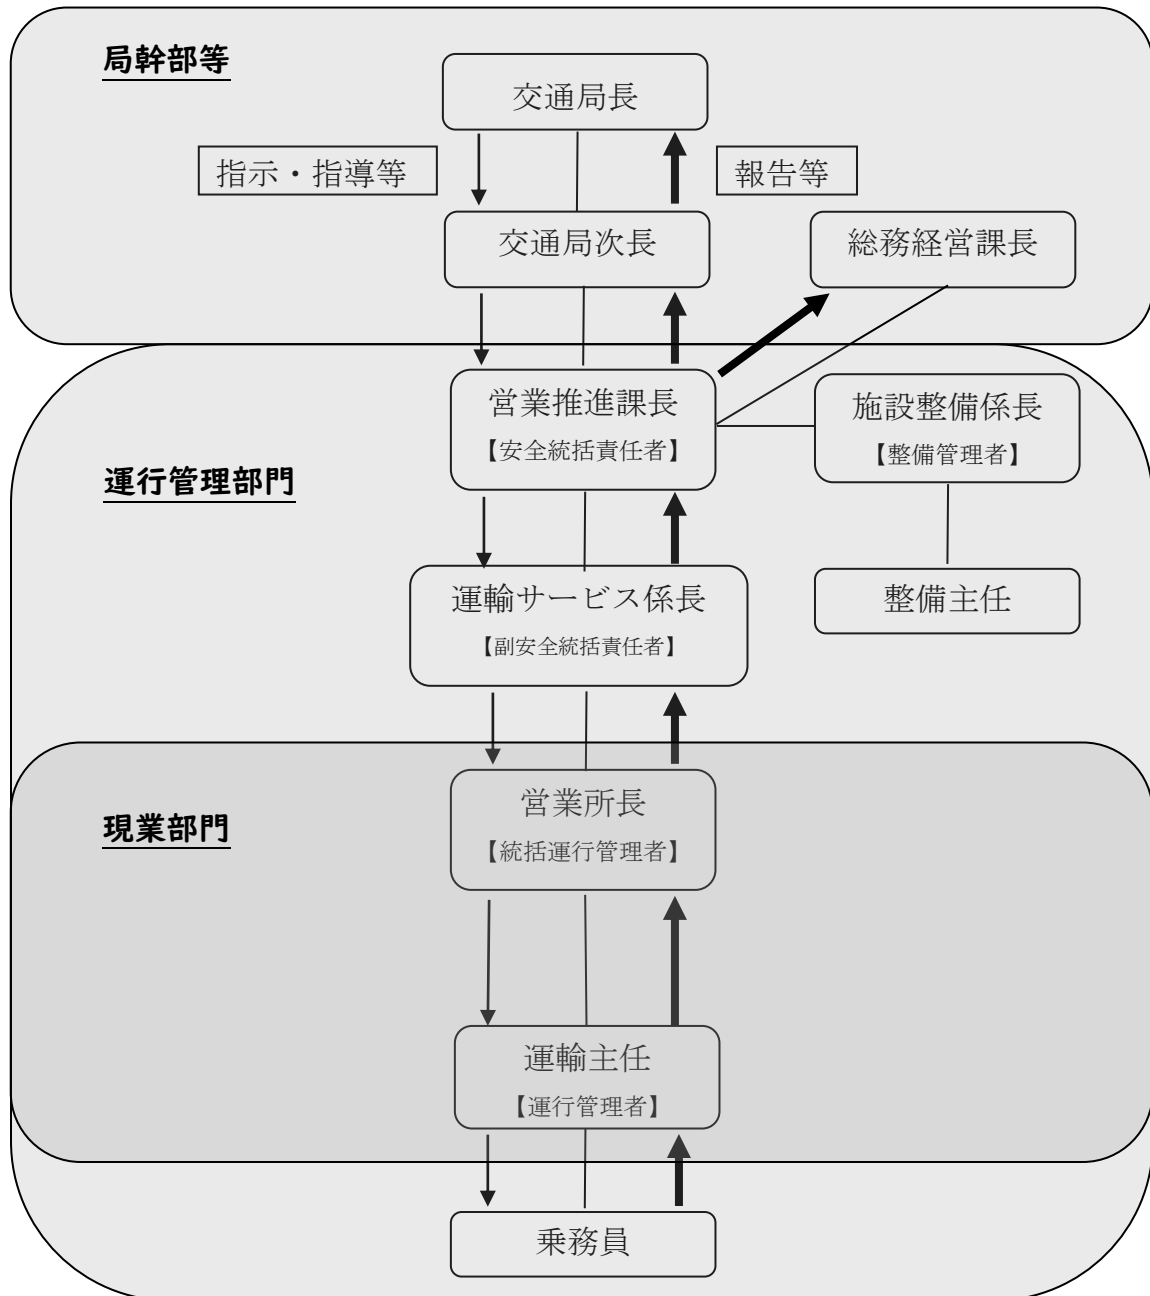 局幹部等
交通局長
指示・指導等
報告等
交通局次長
総務経営課長
営業推進課長
【安全統括責任者】
施設整備係長
【整備管理者】
運行管理部門
運輸サービス係長
【副安全統括責任者】
整備主任
営業所長
【統括運行管理者】
現業部門
運輸主任
【運行管理者】
乗務員